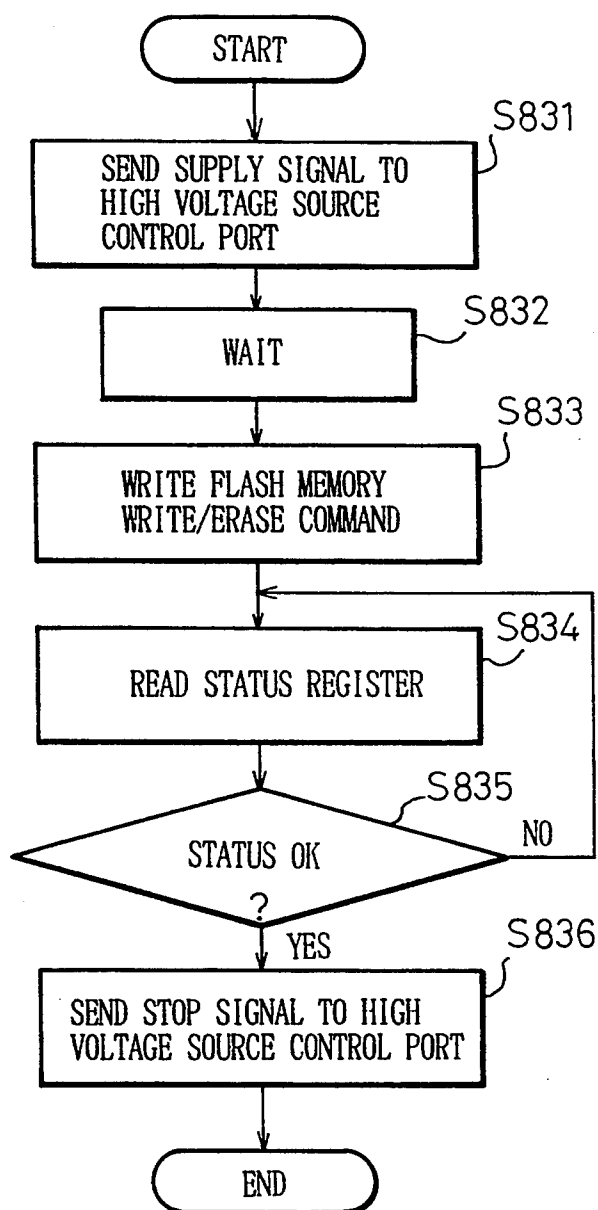 START
S831
SEND SUPPLY SIGNAL TO
HIGH VOLTAGE SOURCE
CONTROL PORT
S832
WAIT
S833
WRITE FLASH MEMORY
WRITE/ERASE COMMAND
S834
READ STATUS REGISTER
S835
STATUS OK
?
NO
YES
S836
SEND STOP SIGNAL TO HIGH
VOLTAGE SOURCE CONTROL PORT
END